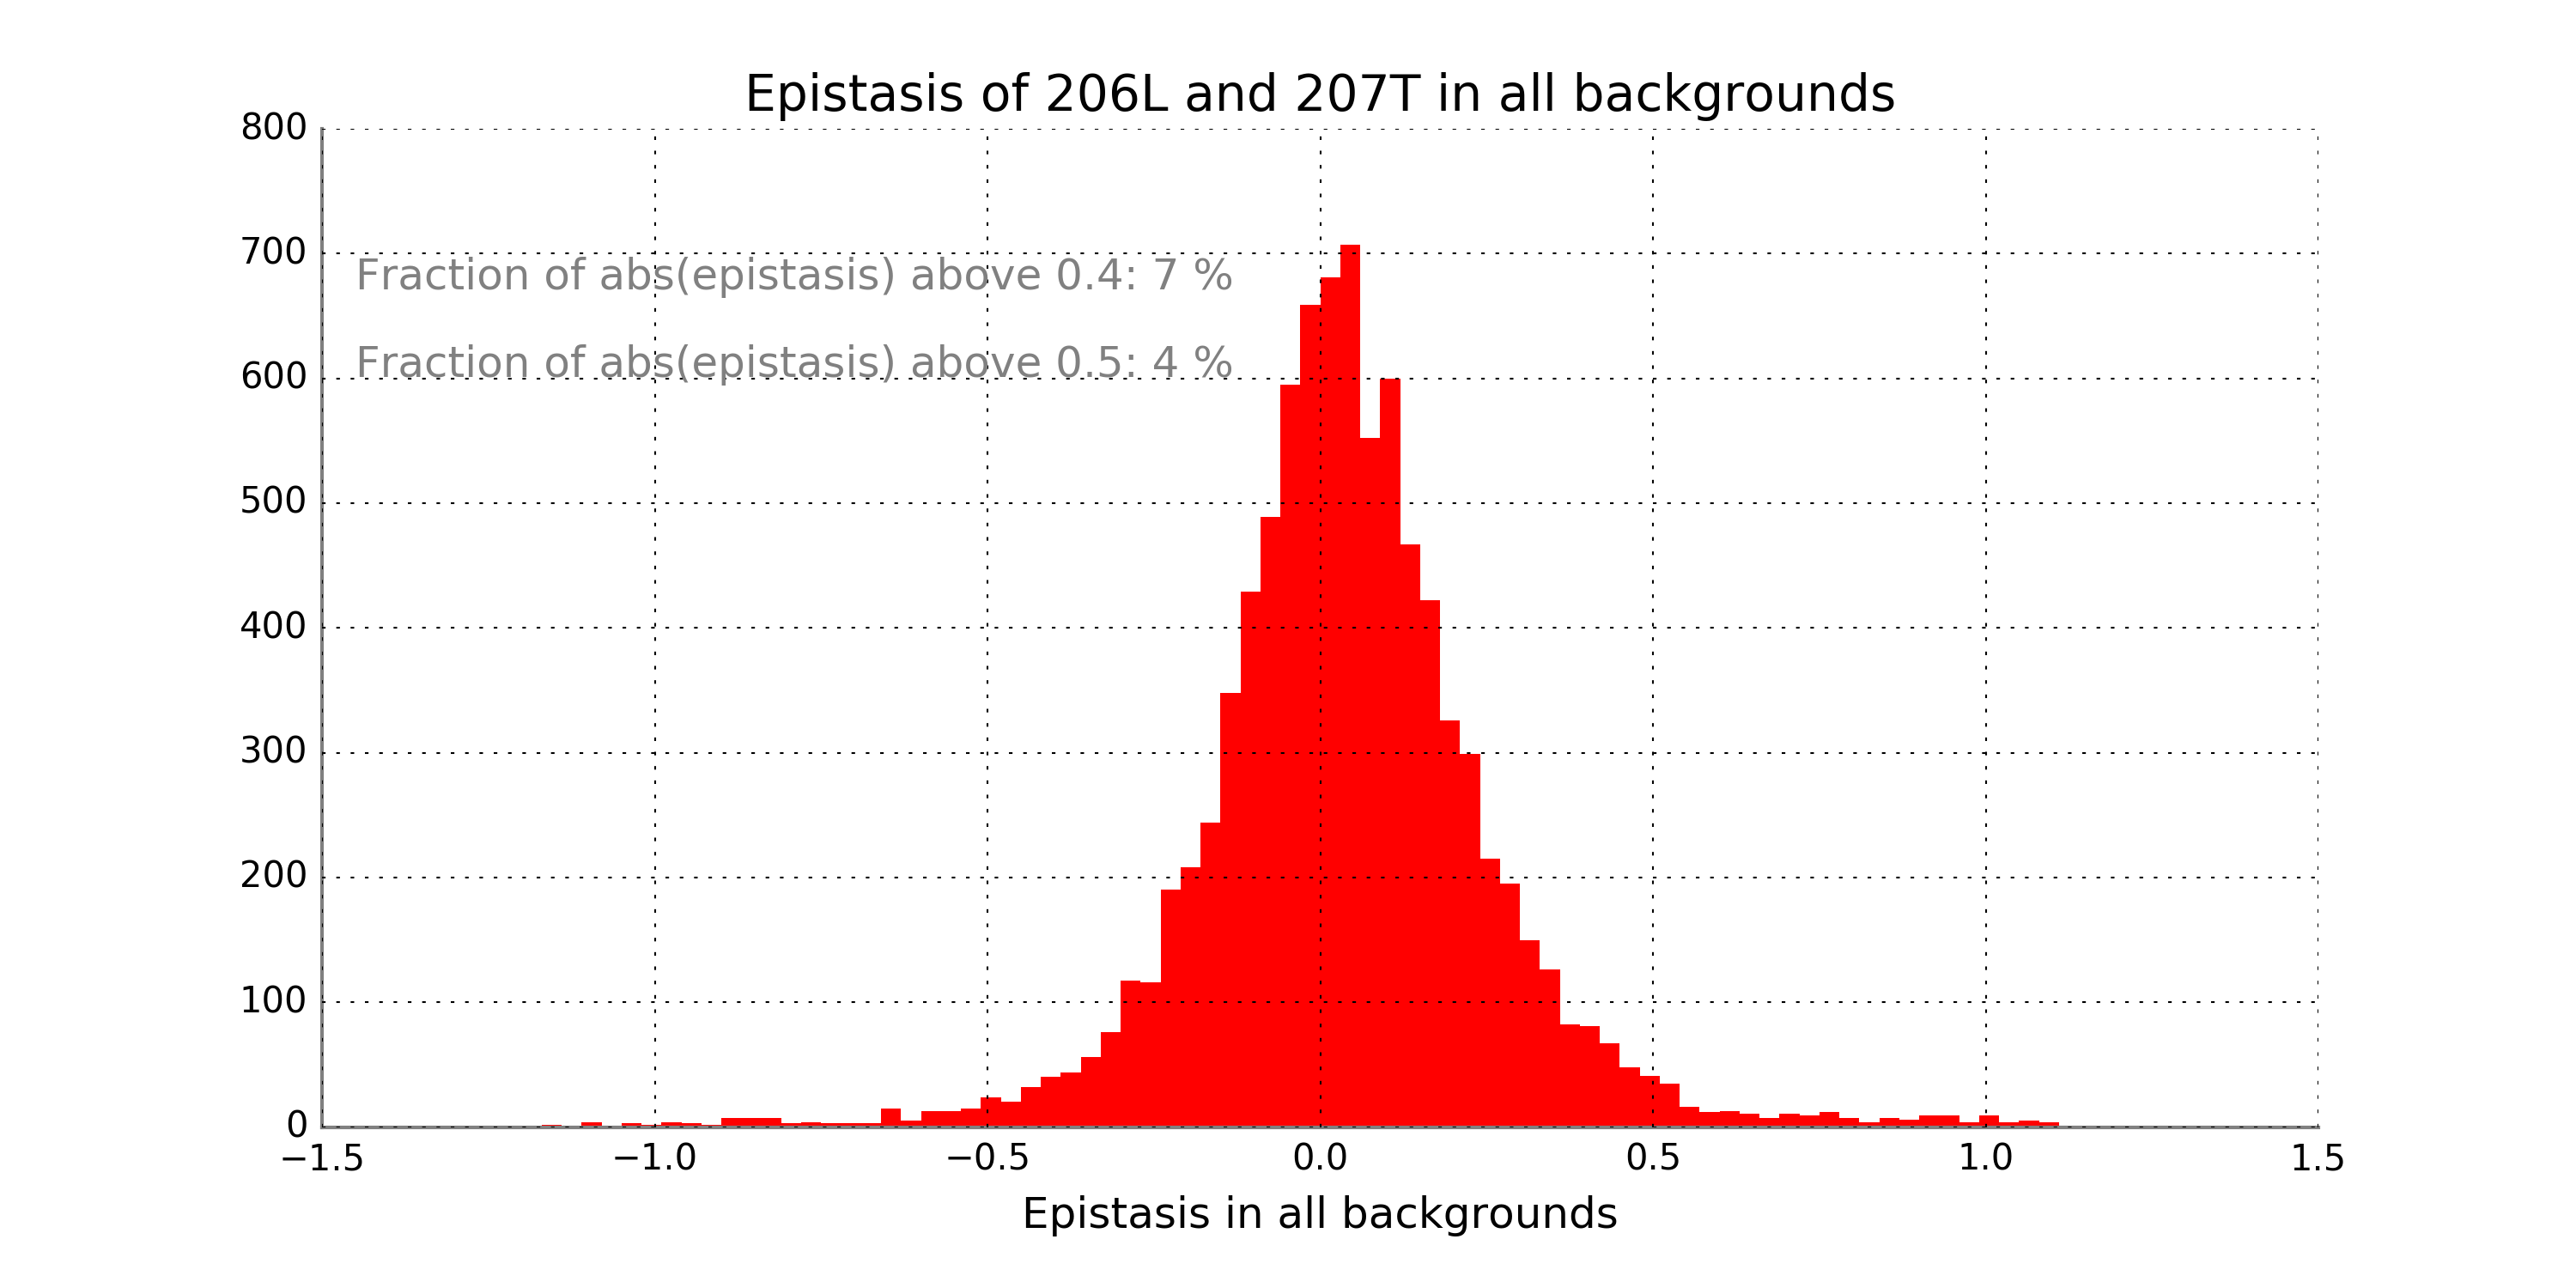 Epistasis of 206L and 207T in all backgrounds
800
700
Fraction of abs(epistasis) above 0.4: 7 %
600
Fraction of abs(epistasis) above 0.5: 4 %
500
400
300
200
100
0
−1.5 −1.0 −0.5 0.0 0.5 1.0 1.5
Epistasis in all backgrounds